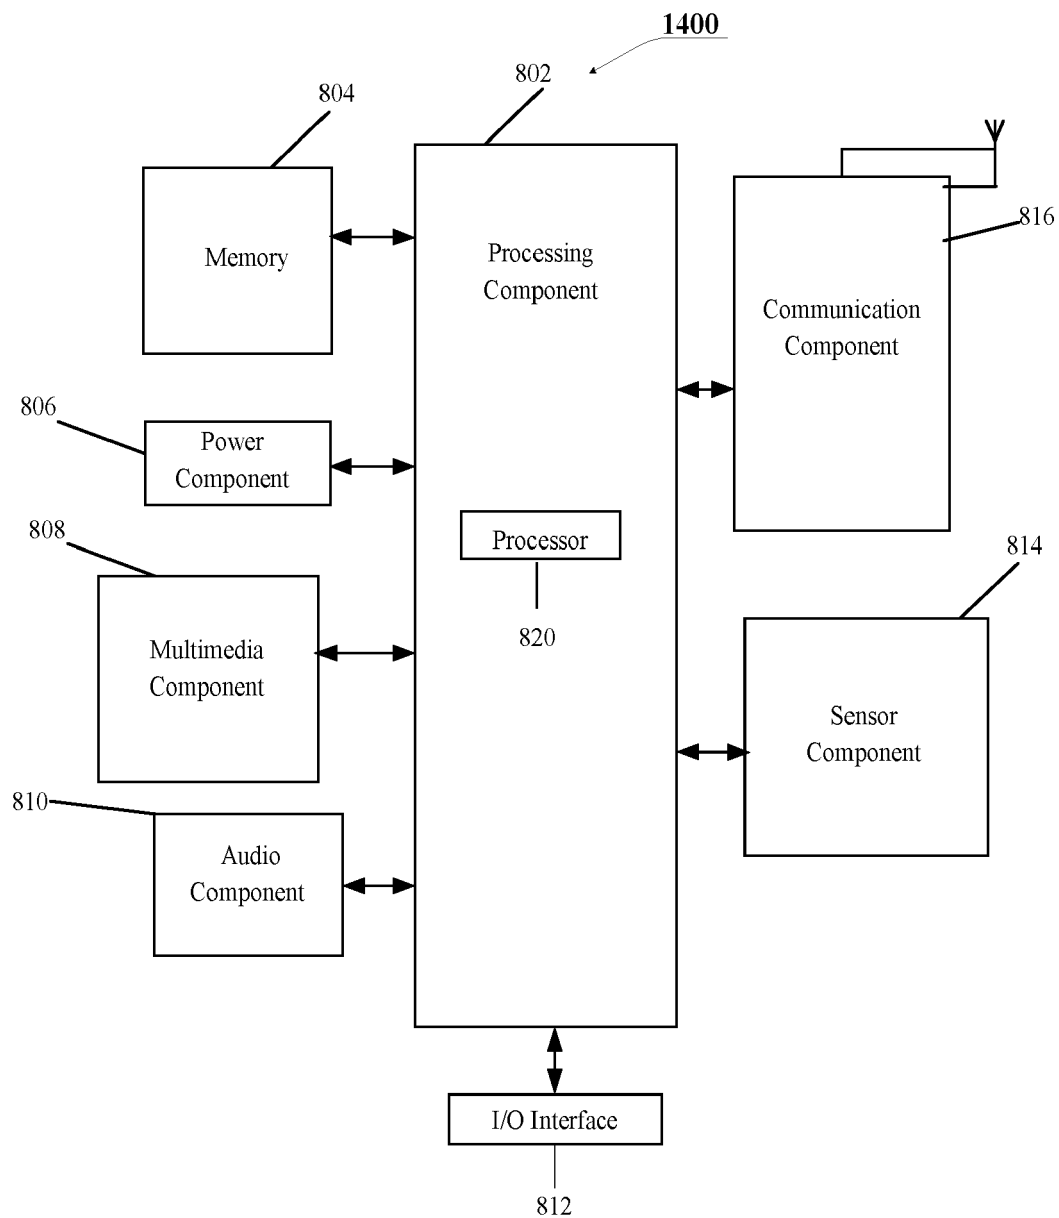 1400
802
804
816
Memory
Processing
Component
Communication
Component
806
Power
Component
808
Processor
814
820
Multimedia
Component
Sensor
Component
810
Audio
Component
I/O Interface
812